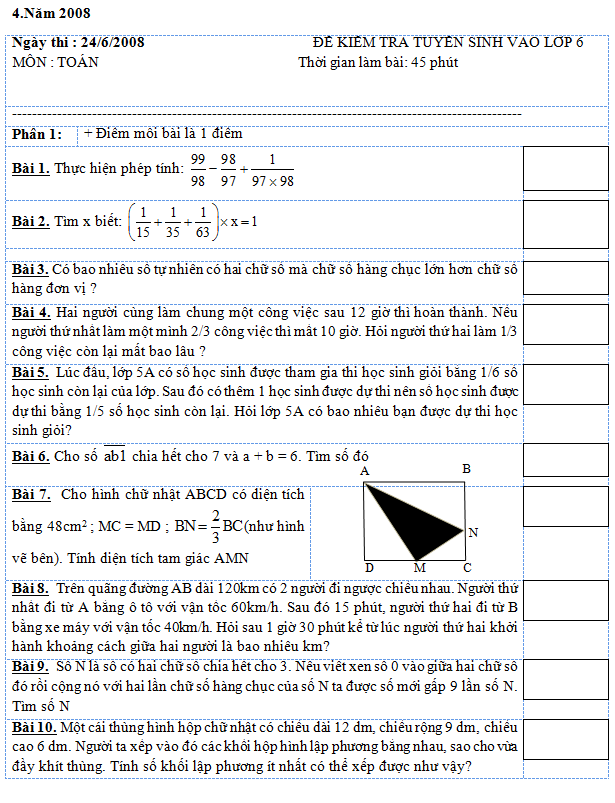 4.Năm 2008
Ngày thi : 24/6/2008 ĐỀ KIỂM TRA TUYỂN SINH VÀO LỚP 6
MÔN : TOÁN Thời gian làm bài: 45 phút
Phần 1: + Điểm mỗi bài là 1 điểm
Bài 1. Thực hiện phép tính: 99/98 − 98/97 + 1/(97 × 98)
Bài 2. Tìm x biết: (1/15 + 1/35 + 1/63) × x = 1
Bài 3. Có bao nhiêu số tự nhiên có hai chữ số mà chữ số hàng chục lớn hơn chữ số
hàng đơn vị ?
Bài 4. Hai người cùng làm chung một công việc sau 12 giờ thì hoàn thành. Nếu
người thứ nhất làm một mình 2/3 công việc thì mất 10 giờ. Hỏi người thứ hai làm 1/3
công việc còn lại mất bao lâu ?
Bài 5. Lúc đầu, lớp 5A có số học sinh được tham gia thi học sinh giỏi bằng 1/6 số
học sinh còn lại của lớp. Sau đó có thêm 1 học sinh được dự thi nên số học sinh được
dự thi bằng 1/5 số học sinh còn lại. Hỏi lớp 5A có bao nhiêu bạn được dự thi học
sinh giỏi?
Bài 6. Cho số a̅b̅1̅ chia hết cho 7 và a + b = 6. Tìm số đó
A B
Bài 7. Cho hình chữ nhật ABCD có diện tích
bằng 48cm² ; MC = MD ; BN = 2/3 BC(như hình
N
vẽ bên). Tính diện tích tam giác AMN
D M C
Bài 8. Trên quãng đường AB dài 120km có 2 người đi ngược chiều nhau. Người thứ
nhất đi từ A bằng ô tô với vận tốc 60km/h. Sau đó 15 phút, người thứ hai đi từ B
bằng xe máy với vận tốc 40km/h. Hỏi sau 1 giờ 30 phút kể từ lúc người thứ hai khởi
hành khoảng cách giữa hai người là bao nhiêu km?
Bài 9. Số N là số có hai chữ số chia hết cho 3. Nếu viết xen số 0 vào giữa hai chữ số
đó rồi cộng nó với hai lần chữ số hàng chục của số N ta được số mới gấp 9 lần số N.
Tìm số N
Bài 10. Một cái thùng hình hộp chữ nhật có chiều dài 12 dm, chiều rộng 9 dm, chiều
cao 6 dm. Người ta xếp vào đó các khối hộp hình lập phương bằng nhau, sao cho vừa
đầy khít thùng. Tính số khối lập phương ít nhất có thể xếp được như vậy?